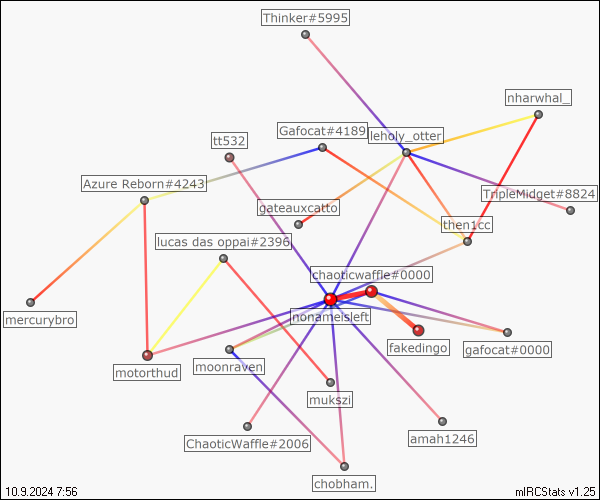 Thinker#5995
nharwhal_
Gafocat#4189
leholy_otter
tt532
Azure Reborn#4243
TripleMidget#8824
gateauxcatto
then1cc
lucas das oppai#2396
chaoticwaffle#0000
mercurybro
nonameisleft
fakedingo
gafocat#0000
motorthud
moonraven
mukszi
ChaoticWaffle#2006
amah1246
chobham.
10.9.2024 7:56
mIRCStats v1.25